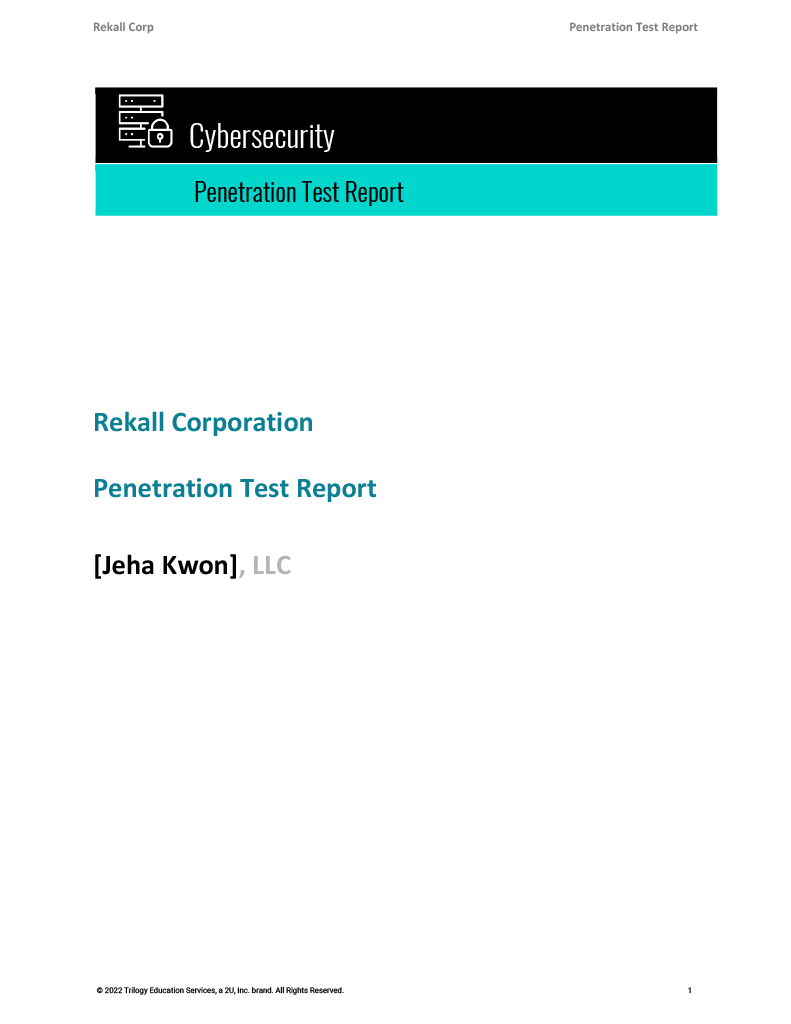 Rekall Corp Penetration Test Report
Cybersecurity
Penetration Test Report
Rekall Corporation
Penetration Test Report
[Jeha Kwon], LLC
© 2022 Trilogy Education Services, a 2U, Inc. brand. All Rights Reserved. 1